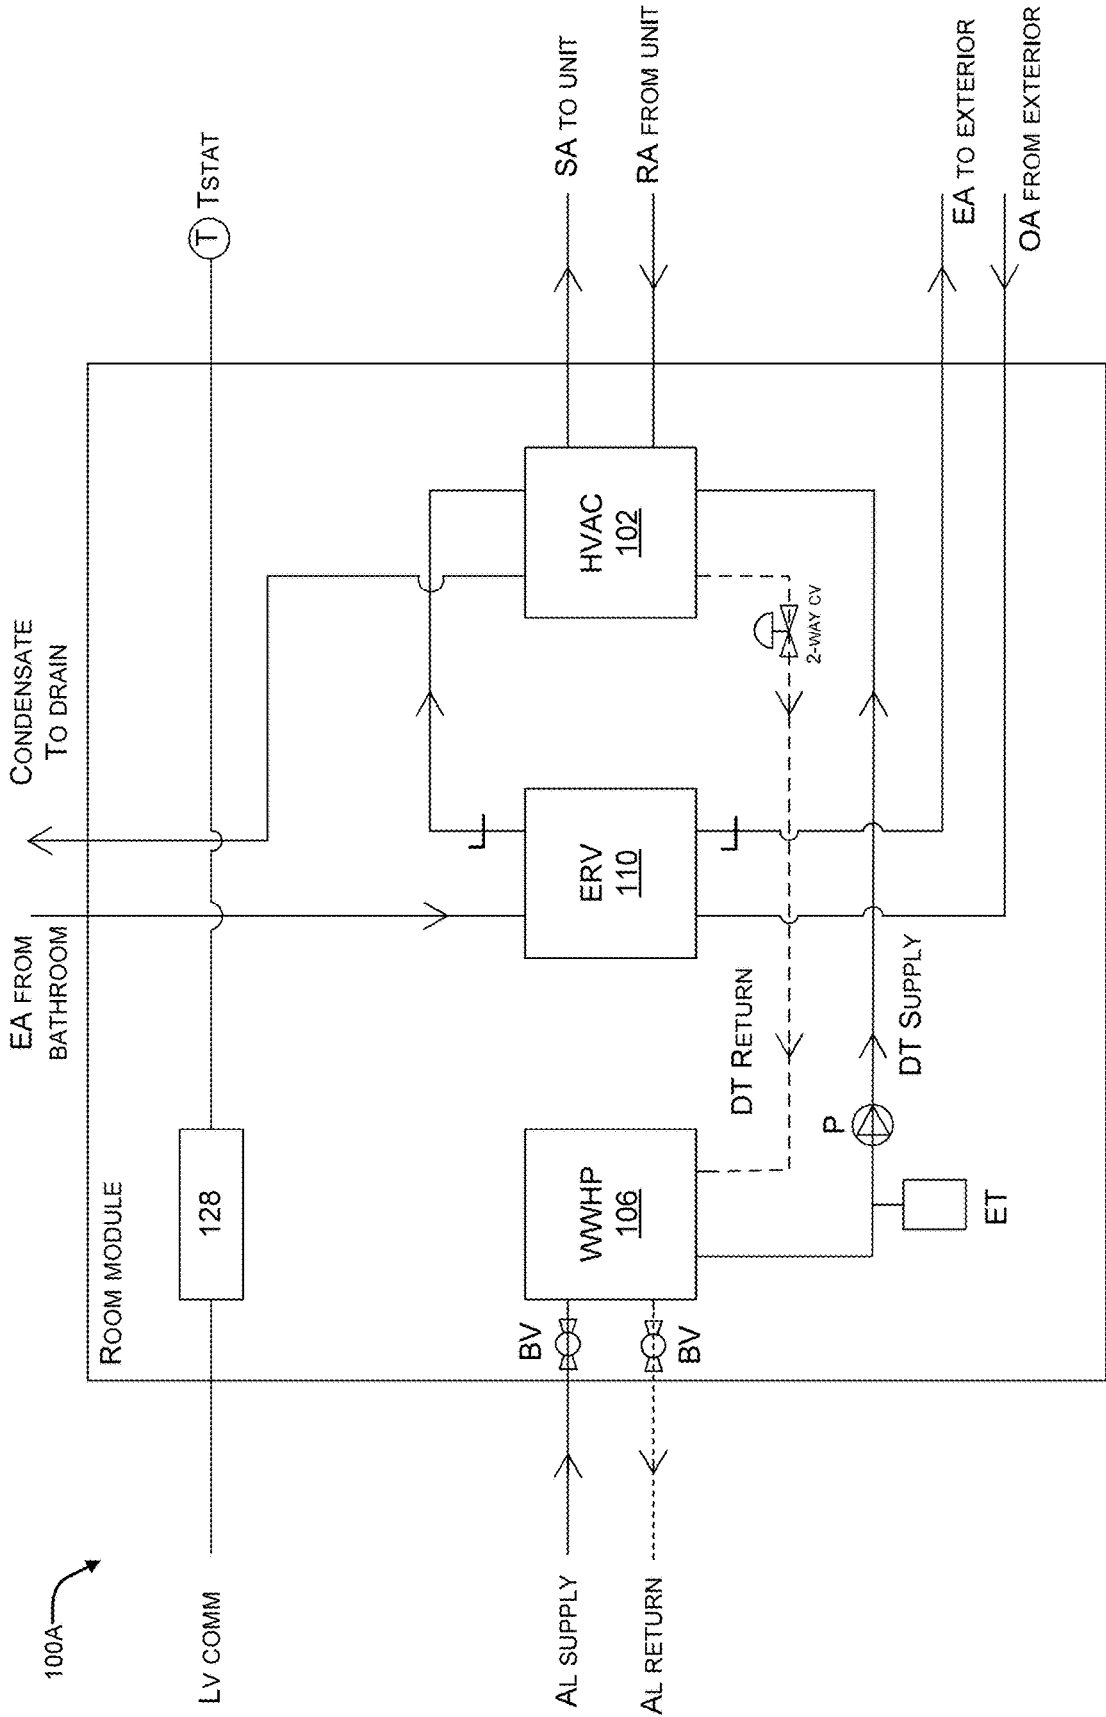 100A
LV COMM
ROOM MODULE
128
T
TSTAT
EA FROM
BATHROOM
CONDENSATE
TO DRAIN
AL SUPPLY
AL RETURN
BV
BV
WWHP
106
ERV
110
HVAC
102
SA TO UNIT
RA FROM UNIT
DT RETURN
2-WAY CV
P
ET
DT SUPPLY
EA TO EXTERIOR
OA FROM EXTERIOR